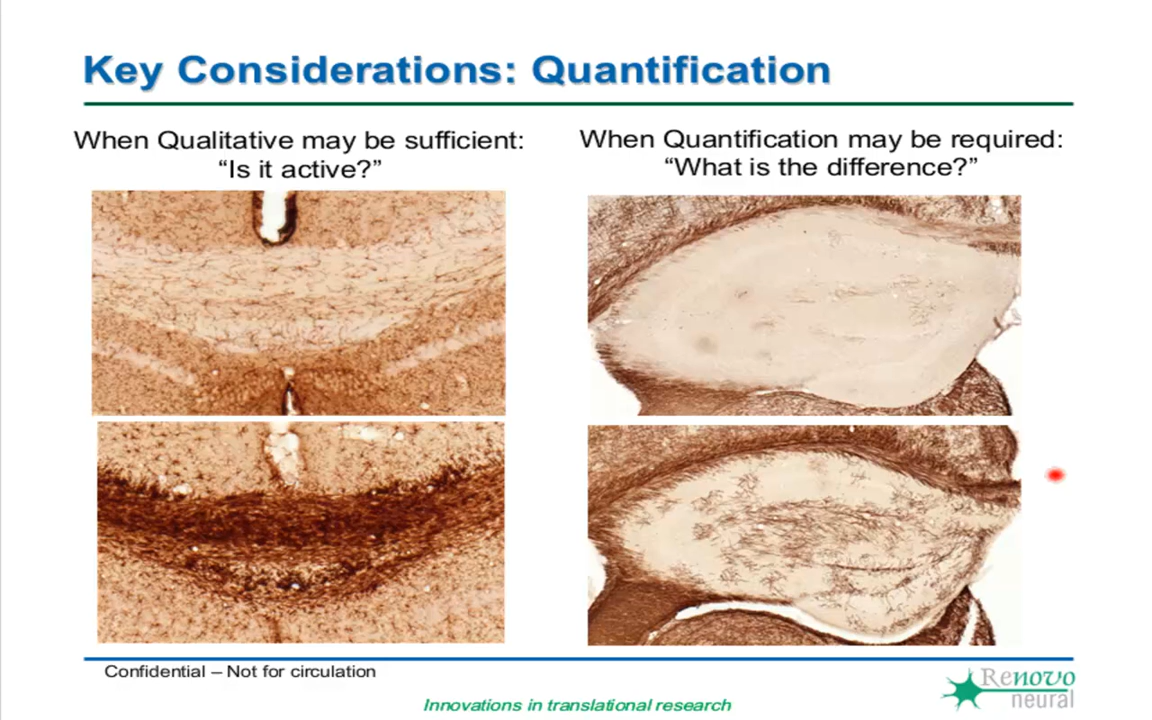 Key Considerations: Quantification
When Qualitative may be sufficient:
“Is it active?”
When Quantification may be required:
“What is the difference?”
Confidential – Not for circulation
Innovations in translational research
Renovo
neural